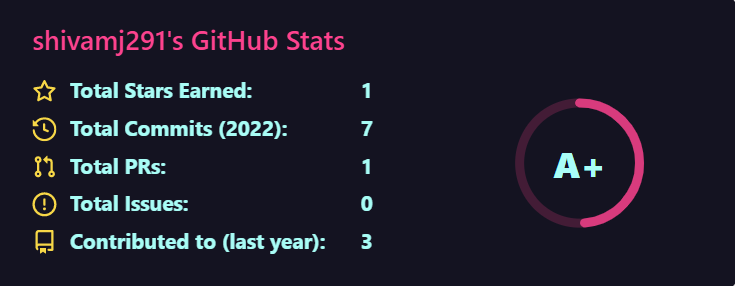 shivamj291's GitHub Stats
Total Stars Earned: 1
Total Commits (2022): 7
Total PRs: 1
Total Issues: 0
Contributed to (last year): 3
A+